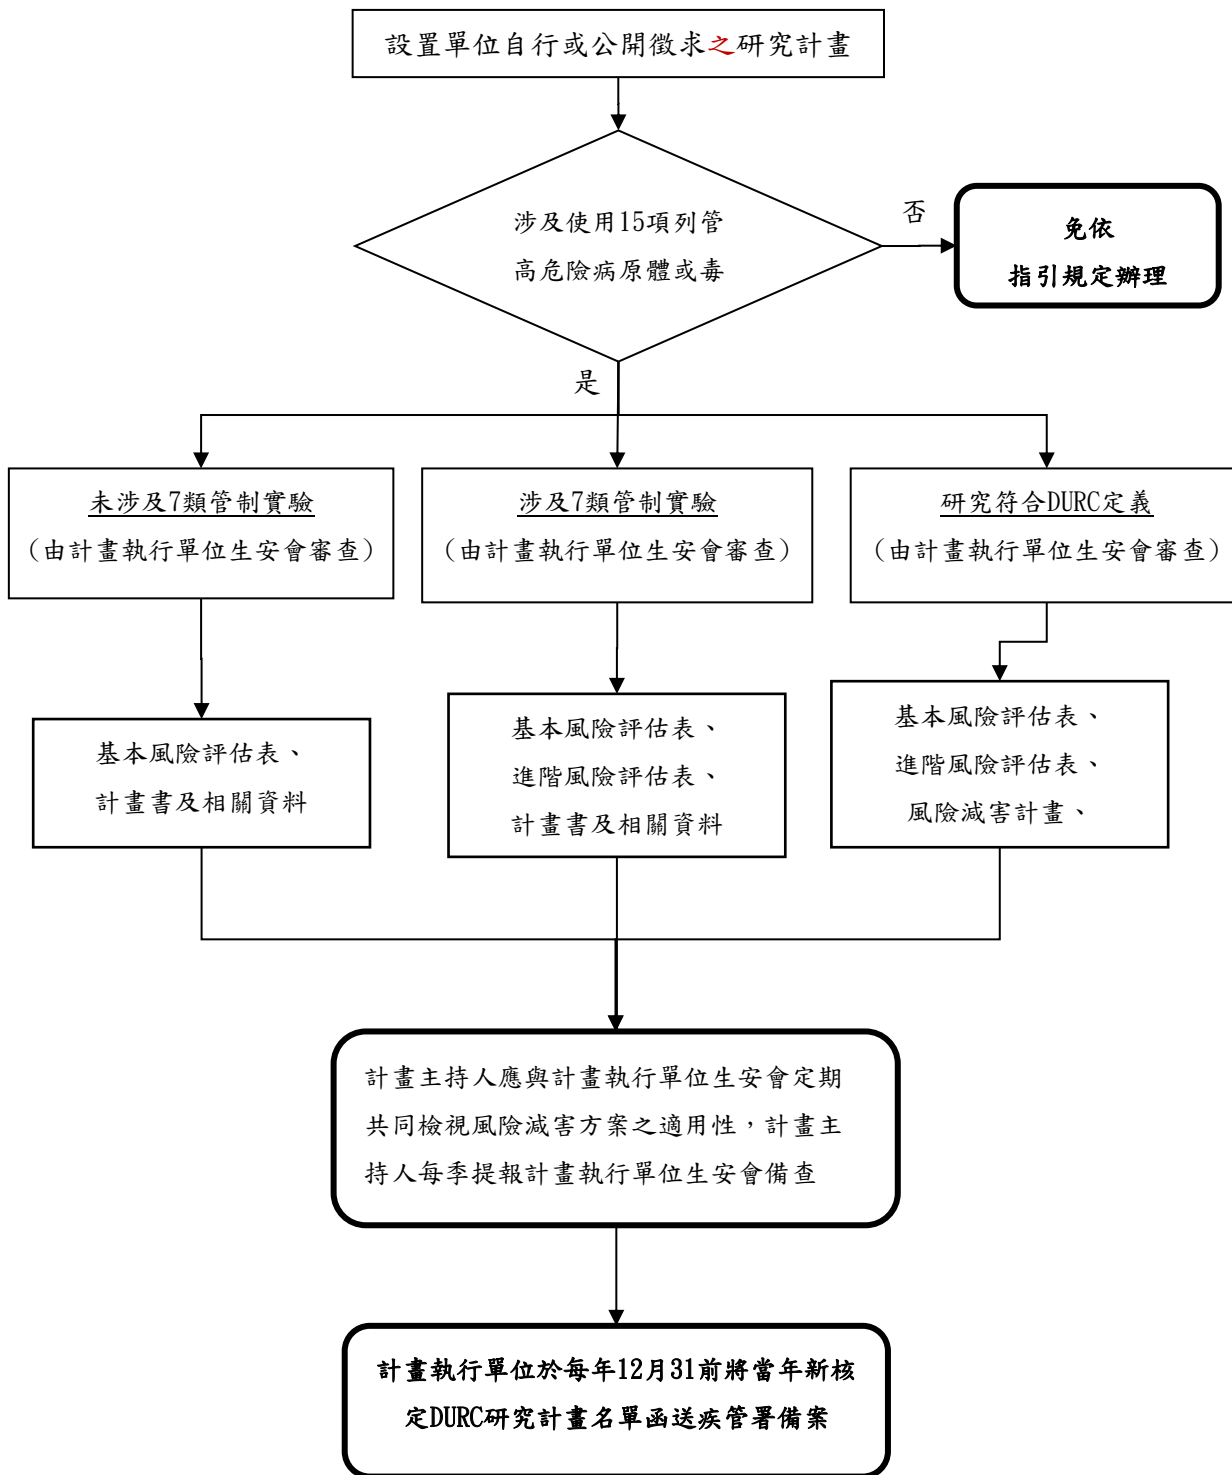 設置單位自行或公開徵求之研究計畫
涉及使用15項列管
高危險病原體或毒
否
免依
指引規定辦理
是
未涉及7類管制實驗
（由計畫執行單位生安會審查）
涉及7類管制實驗
（由計畫執行單位生安會審查）
研究符合DURC定義
（由計畫執行單位生安會審查）
基本風險評估表、
計畫書及相關資料
基本風險評估表、
進階風險評估表、
計畫書及相關資料
基本風險評估表、
進階風險評估表、
風險減害計畫、
計畫主持人應與計畫執行單位生安會定期
共同檢視風險減害方案之適用性，計畫主
持人每季提報計畫執行單位生安會備查
計畫執行單位於每年12月31前將當年新核
定DURC研究計畫名單函送疾管署備案